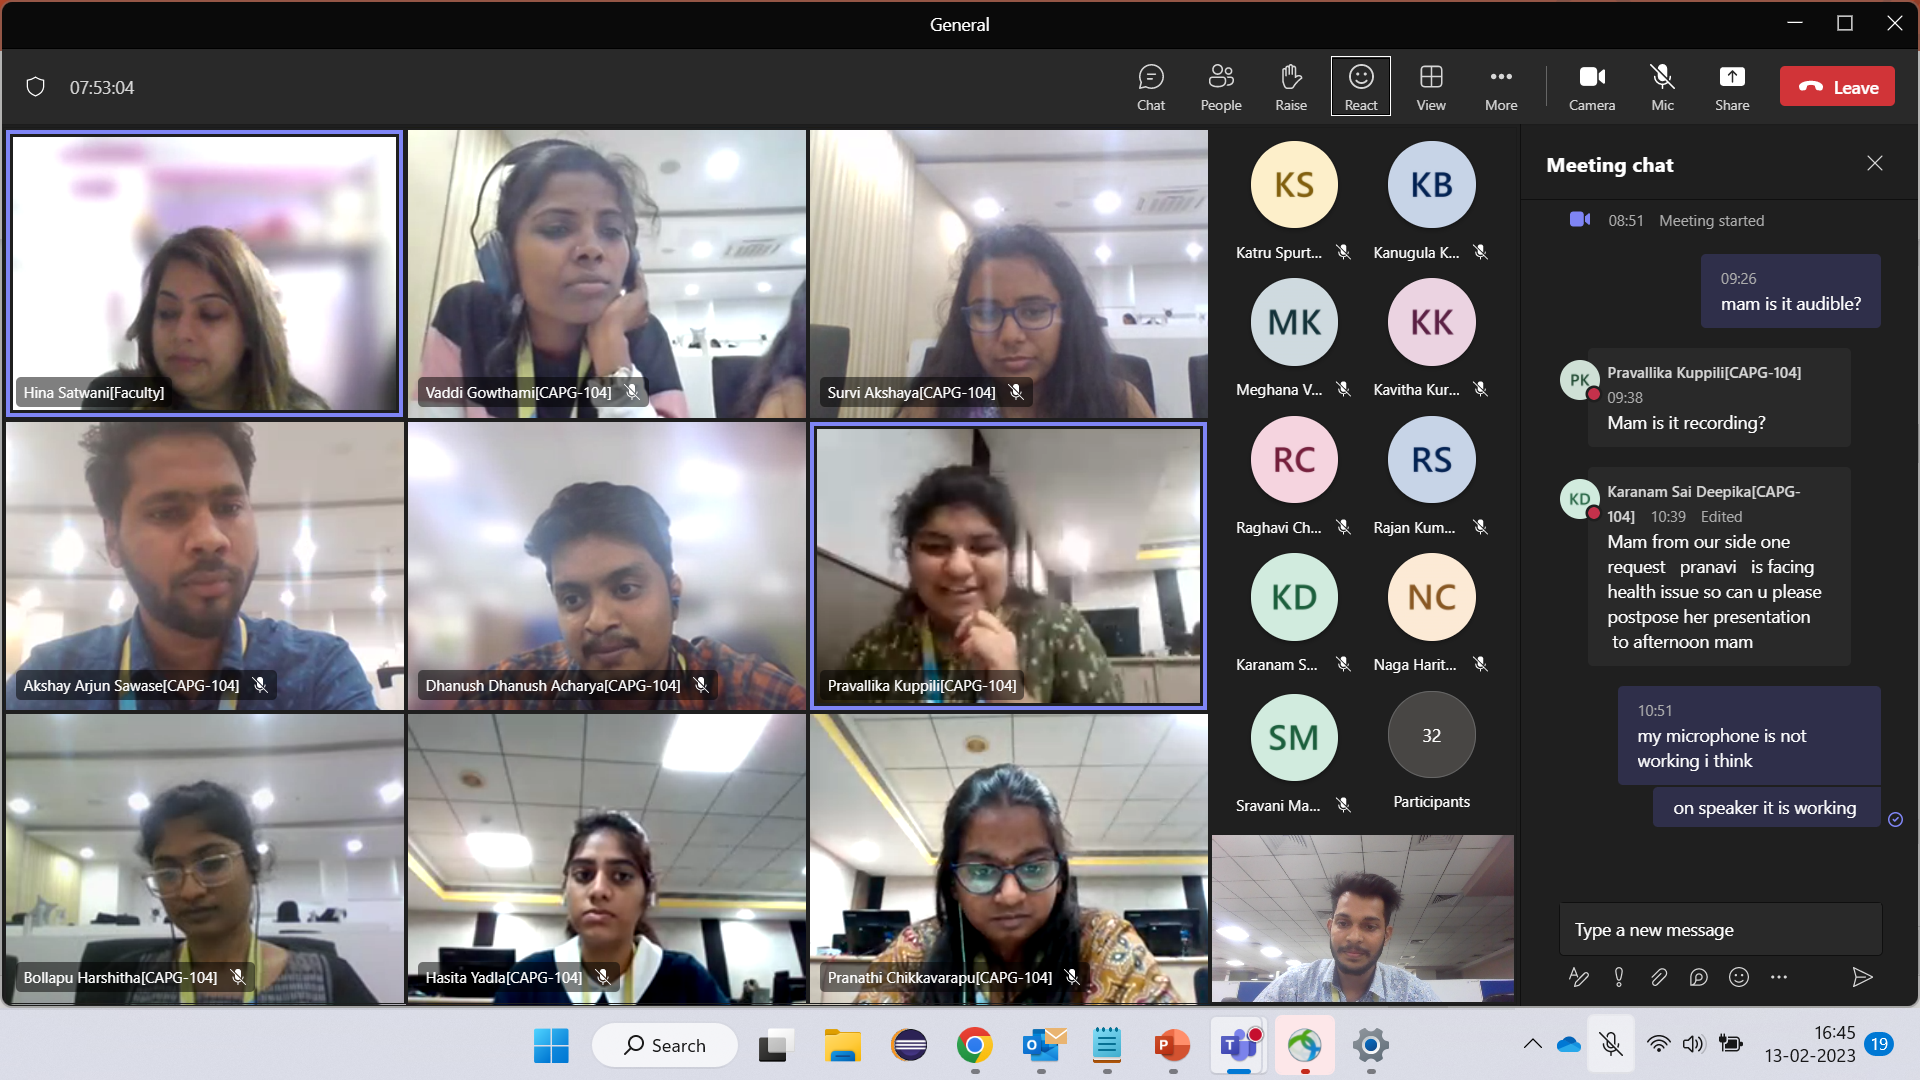 General
07:53:04
Chat
People
Raise
React
View
More
Camera
Mic
Share
Leave
Hina Satwani[Faculty]
Vaddi Gowthami[CAPG-104]
Survi Akshaya[CAPG-104]
Akshay Arjun Sawase[CAPG-104]
Dhanush Dhanush Acharya[CAPG-104]
Pravallika Kuppili[CAPG-104]
Bollapu Harshitha[CAPG-104]
Hasita Yadla[CAPG-104]
Pranathi Chikkavarapu[CAPG-104]
KS
KB
Katru Spurt...
Kanugula K...
MK
KK
Meghana V...
Kavitha Kur...
RC
RS
Raghavi Ch...
Rajan Kum...
KD
NC
Karanam S...
Naga Harit...
SM
32
Sravani Ma...
Participants
Meeting chat
08:51 Meeting started
09:26
mam is it audible?
PK
Pravallika Kuppili[CAPG-104]
09:38
Mam is it recording?
KD
Karanam Sai Deepika[CAPG-
104] 10:39 Edited
Mam from our side one
request pranavi is facing
health issue so can u please
postpose her presentation
to afternoon mam
10:51
my microphone is not
working i think
on speaker it is working
Type a new message
Search
16:45
13-02-2023
19